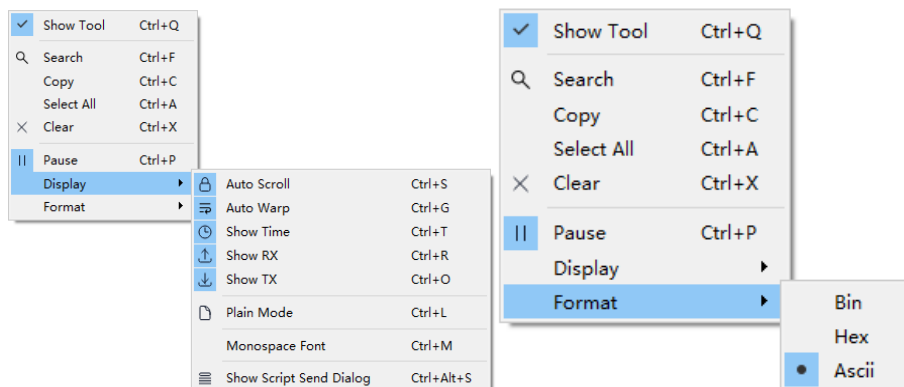 Show Tool Ctrl+Q
Search Ctrl+F
Copy Ctrl+C
Select All Ctrl+A
Clear Ctrl+X
Pause Ctrl+P
Display
Format
Auto Scroll Ctrl+S
Auto Warp Ctrl+G
Show Time Ctrl+T
Show RX Ctrl+R
Show TX Ctrl+O
Plain Mode Ctrl+L
Monospace Font Ctrl+M
Show Script Send Dialog Ctrl+Alt+S
Show Tool Ctrl+Q
Search Ctrl+F
Copy Ctrl+C
Select All Ctrl+A
Clear Ctrl+X
Pause Ctrl+P
Display
Format
Bin
Hex
Ascii